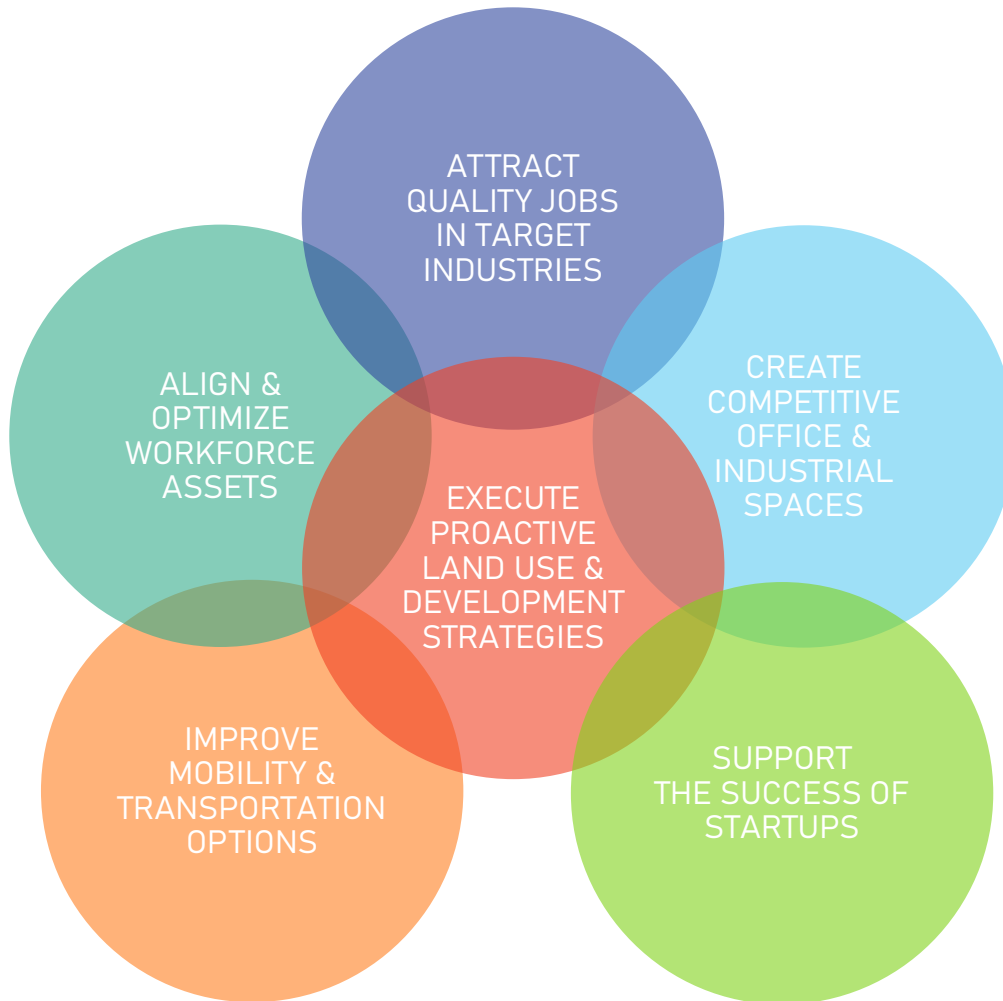 ATTRACT
QUALITY JOBS
IN TARGET
INDUSTRIES
ALIGN &
OPTIMIZE
WORKFORCE
ASSETS
CREATE
COMPETITIVE
OFFICE &
INDUSTRIAL
SPACES
EXECUTE
PROACTIVE
LAND USE &
DEVELOPMENT
STRATEGIES
IMPROVE
MOBILITY &
TRANSPORTATION
OPTIONS
SUPPORT
THE SUCCESS OF
STARTUPS